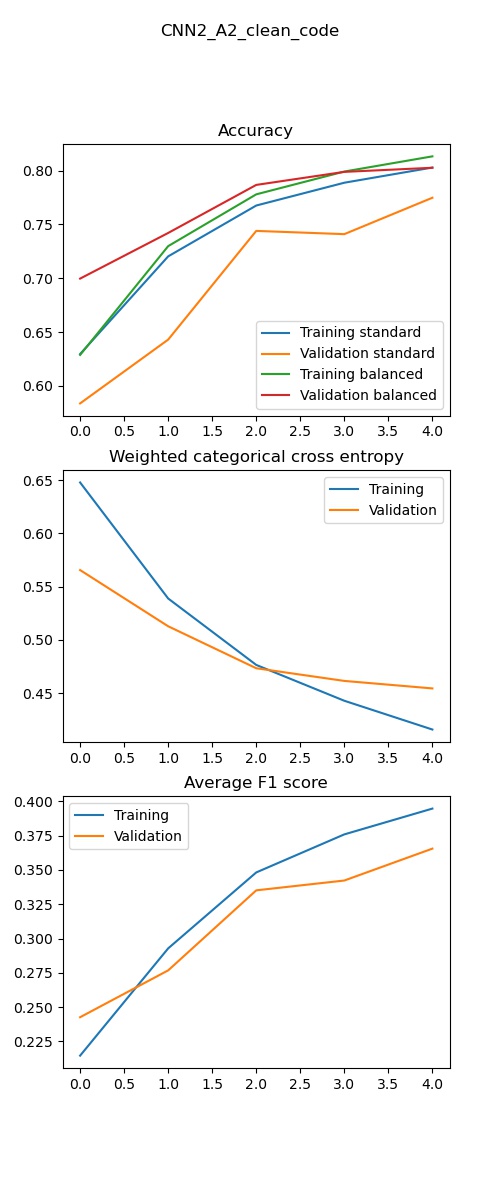 CNN2_A2_clean_code
Accuracy
0.80
0.75
0.70
0.65
0.60
Training standard
Validation standard
Training balanced
Validation balanced
0.0 0.5 1.0 1.5 2.0 2.5 3.0 3.5 4.0
Weighted categorical cross entropy
0.65
0.60
0.55
0.50
0.45
Training
Validation
0.0 0.5 1.0 1.5 2.0 2.5 3.0 3.5 4.0
Average F1 score
0.400
0.375
0.350
0.325
0.300
0.275
0.250
0.225
Training
Validation
0.0 0.5 1.0 1.5 2.0 2.5 3.0 3.5 4.0